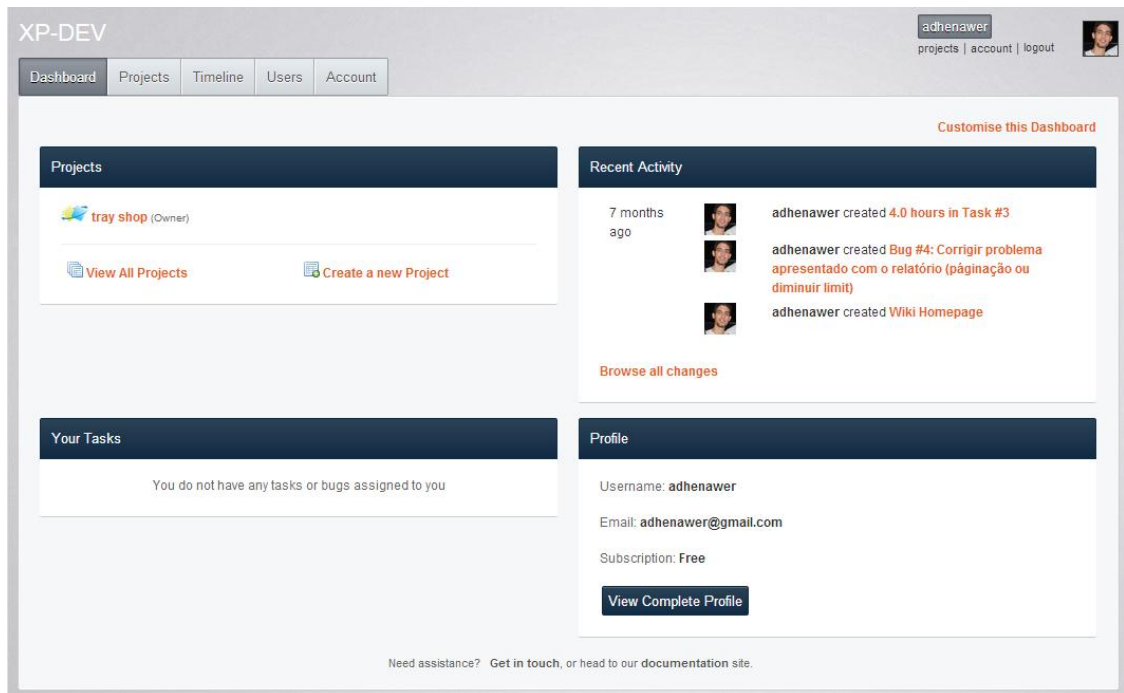 XP-DEV
adhenawer
projects | account | logout
Dashboard Projects Timeline Users Account
Customise this Dashboard
Projects
tray shop (Owner)
View All Projects Create a new Project
Recent Activity
7 months
ago
adhenawer created 4.0 hours in Task #3
adhenawer created Bug #4: Corrigir problema
apresentado com o relatório (páginação ou
diminuir limit)
adhenawer created Wiki Homepage
Browse all changes
Your Tasks
You do not have any tasks or bugs assigned to you
Profile
Username: adhenawer
Email: adhenawer@gmail.com
Subscription: Free
View Complete Profile
Need assistance? Get in touch, or head to our documentation site.